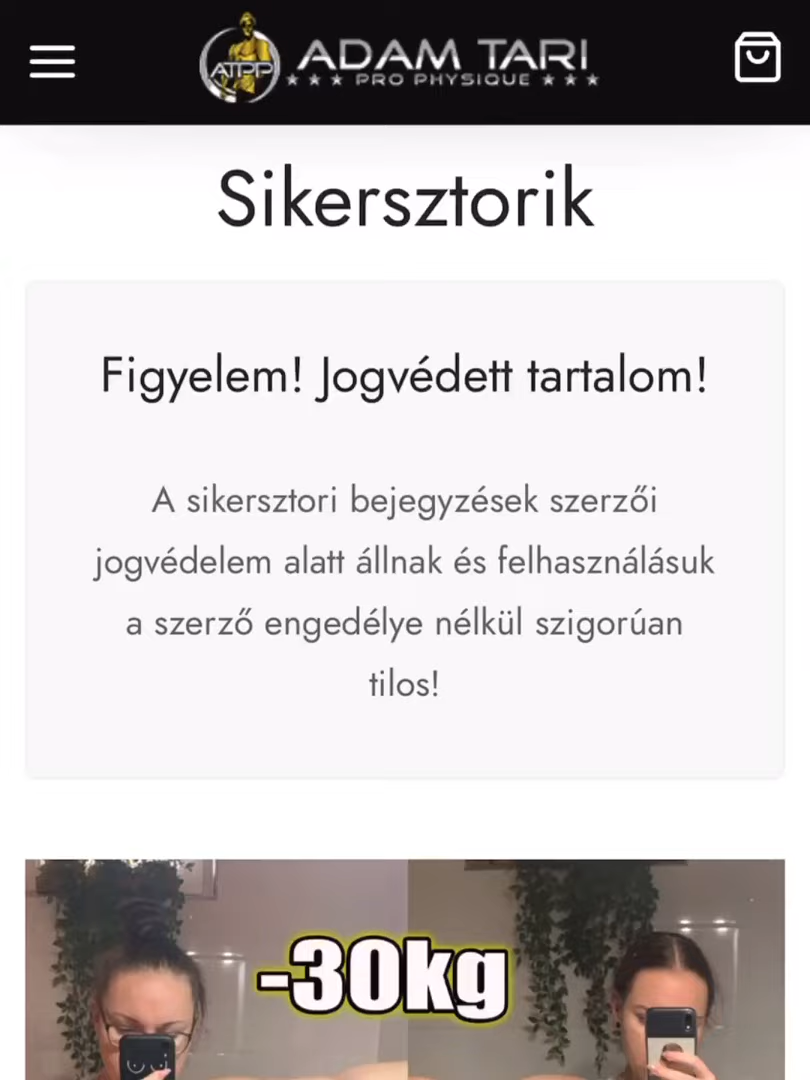 ATPP
ADAM TARI
★ ★ ★ PRO PHYSIQUE ★ ★ ★
Sikersztorik
Figyelem! Jogvédett tartalom!
A sikersztori bejegyzések szerzői
jogvédelem alatt állnak és felhasználásuk
a szerző engedélye nélkül szigorúan
tilos!
-30kg